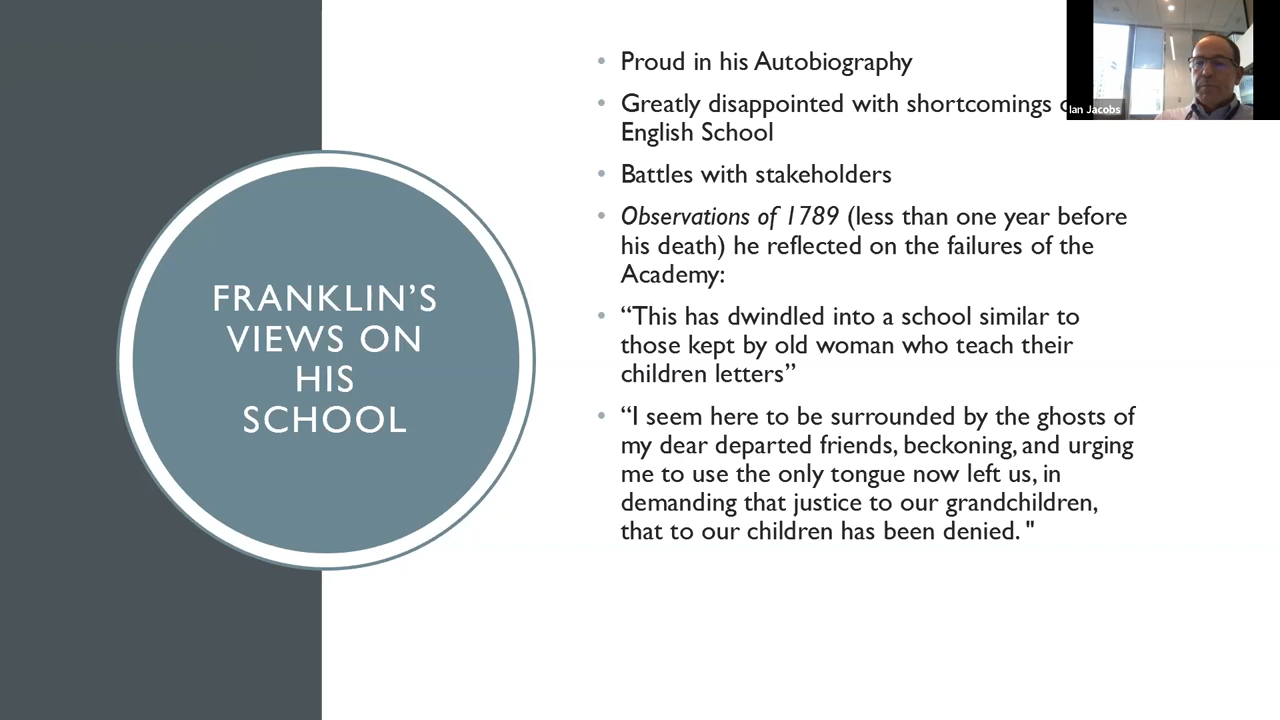 FRANKLIN’S
VIEWS ON
HIS
SCHOOL
• Proud in his Autobiography
• Greatly disappointed with shortcomings
English School
• Battles with stakeholders
• Observations of 1789 (less than one year before
his death) he reflected on the failures of the
Academy:
• “This has dwindled into a school similar to
those kept by old woman who teach their
children letters”
• “I seem here to be surrounded by the ghosts of
my dear departed friends, beckoning, and urging
me to use the only tongue now left us, in
demanding that justice to our grandchildren,
that to our children has been denied. "
Ian Jacobs